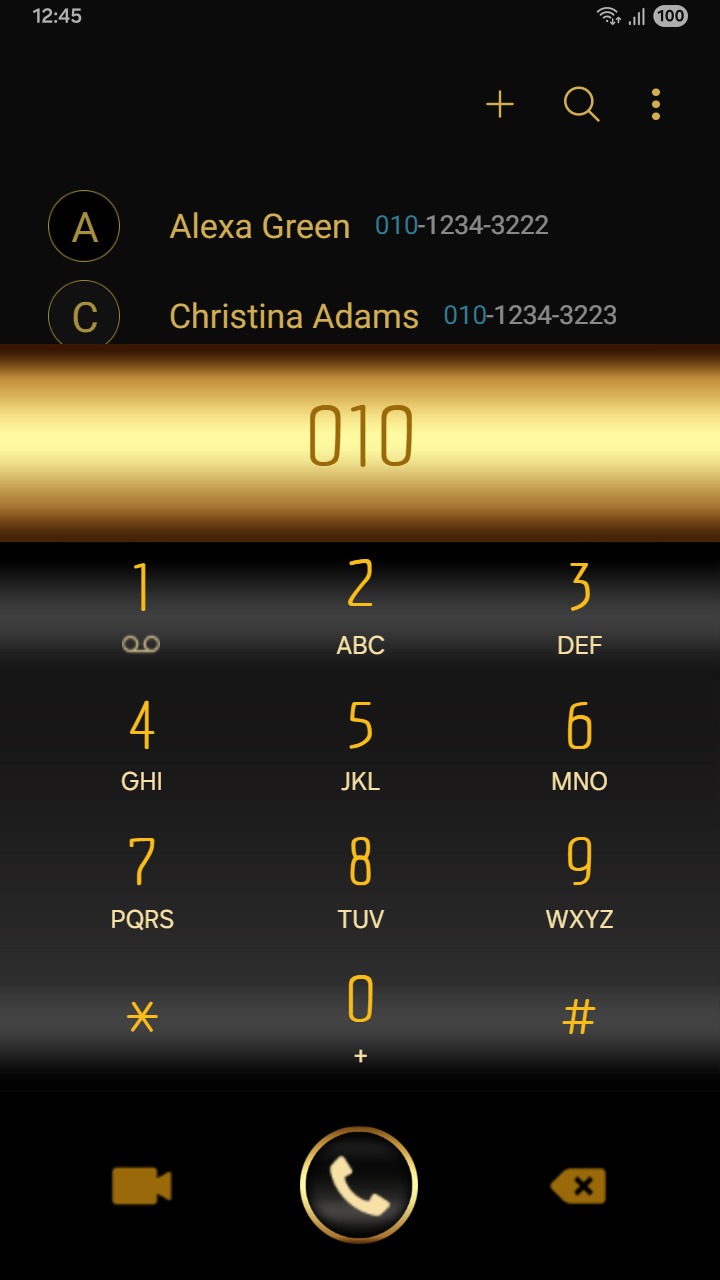 12:45 100
A Alexa Green 010-1234-3222
C Christina Adams 010-1234-3223
010
1 2 3
ABC DEF
4 5 6
GHI JKL MNO
7 8 9
PQRS TUV WXYZ
* 0 #
+